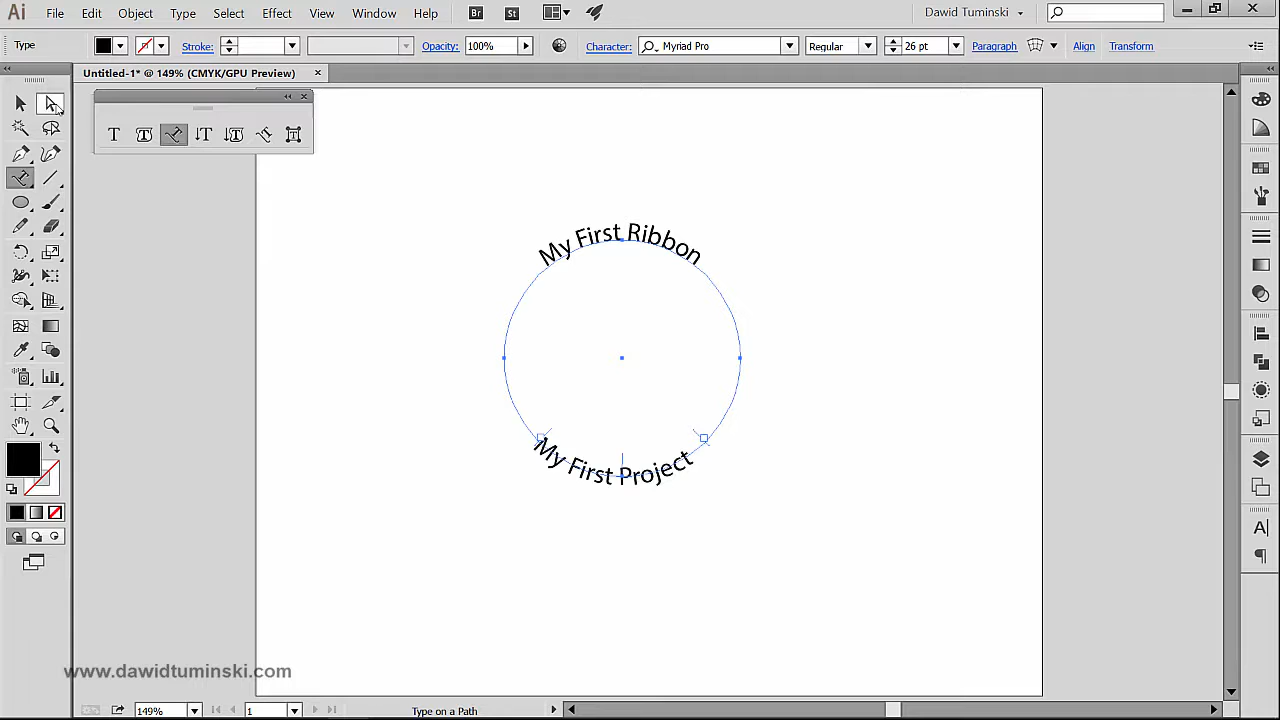 Ai File Edit Object Type Select Effect View Window Help Br St Dawid Tuminski
Type Stroke: Opacity: 100% Character: Myriad Pro Regular 26 pt Paragraph Align Transform
Untitled-1* @ 149% (CMYK/GPU Preview)
My First Ribbon
My First Project
www.dawidtuminski.com
149% 1 Type on a Path